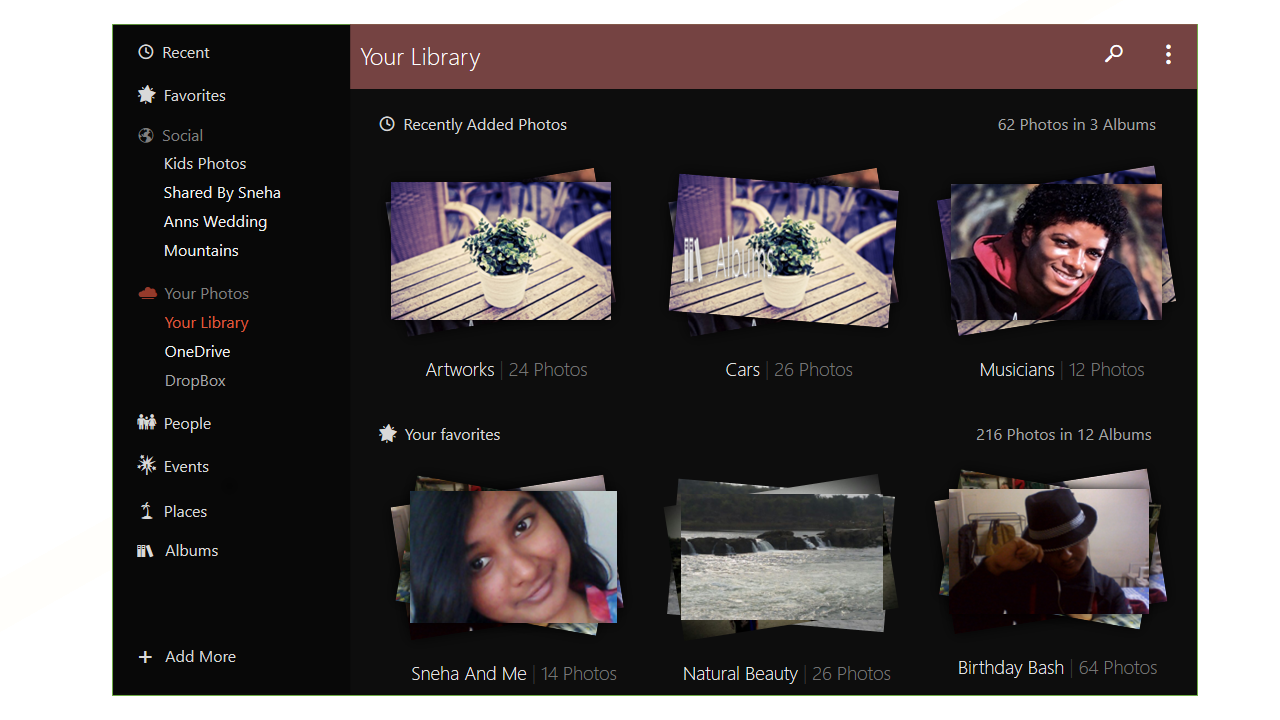 Recent
Favorites
Social
Kids Photos
Shared By Sneha
Anns Wedding
Mountains
Your Photos
Your Library
OneDrive
DropBox
People
Events
Places
Albums
Add More
Your Library
Recently Added Photos
62 Photos in 3 Albums
Albums
Artworks | 24 Photos
Cars | 26 Photos
Musicians | 12 Photos
Your favorites
216 Photos in 12 Albums
Sneha And Me | 14 Photos
Natural Beauty | 26 Photos
Birthday Bash | 64 Photos